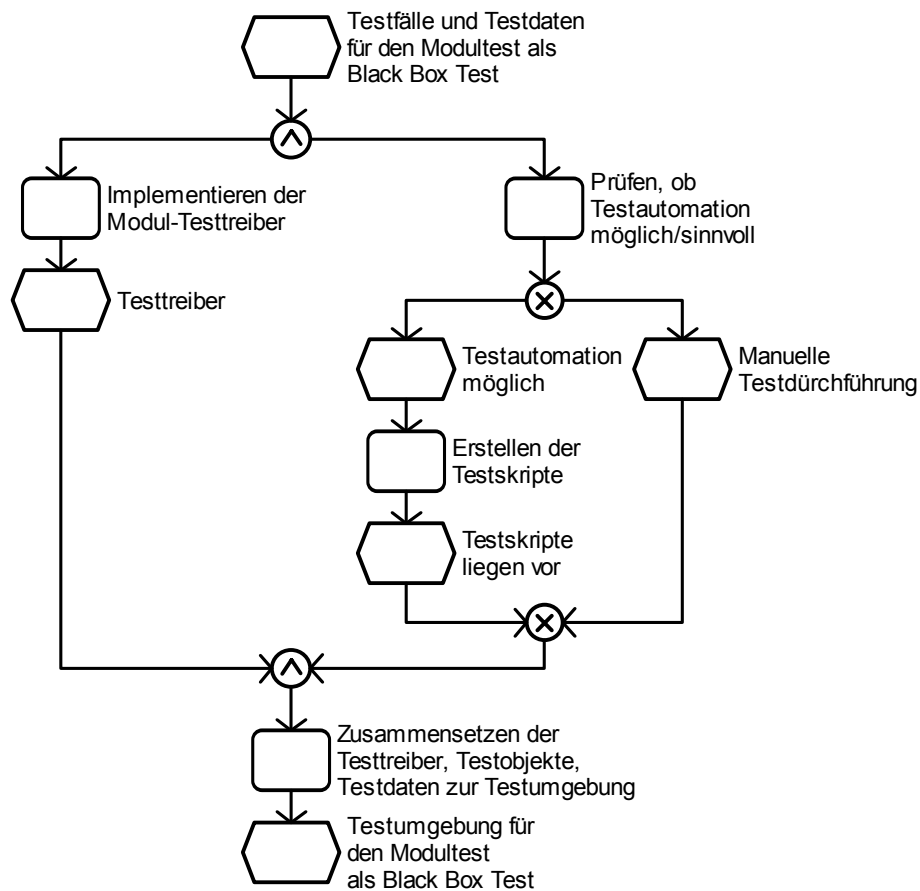 Testfälle und Testdaten
für den Modultest als
Black Box Test
Implementieren der
Modul-Testtreiber
Prüfen, ob
Testautomation
möglich/sinnvoll
Testtreiber
Testautomation
möglich
Manuelle
Testdürchführung
Erstellen der
Testskripte
Testskripte
liegen vor
Zusammensetzen der
Testtreiber, Testobjekte,
Testdaten zur Testumgebung
Testumgebung für
den Modultest
als Black Box Test